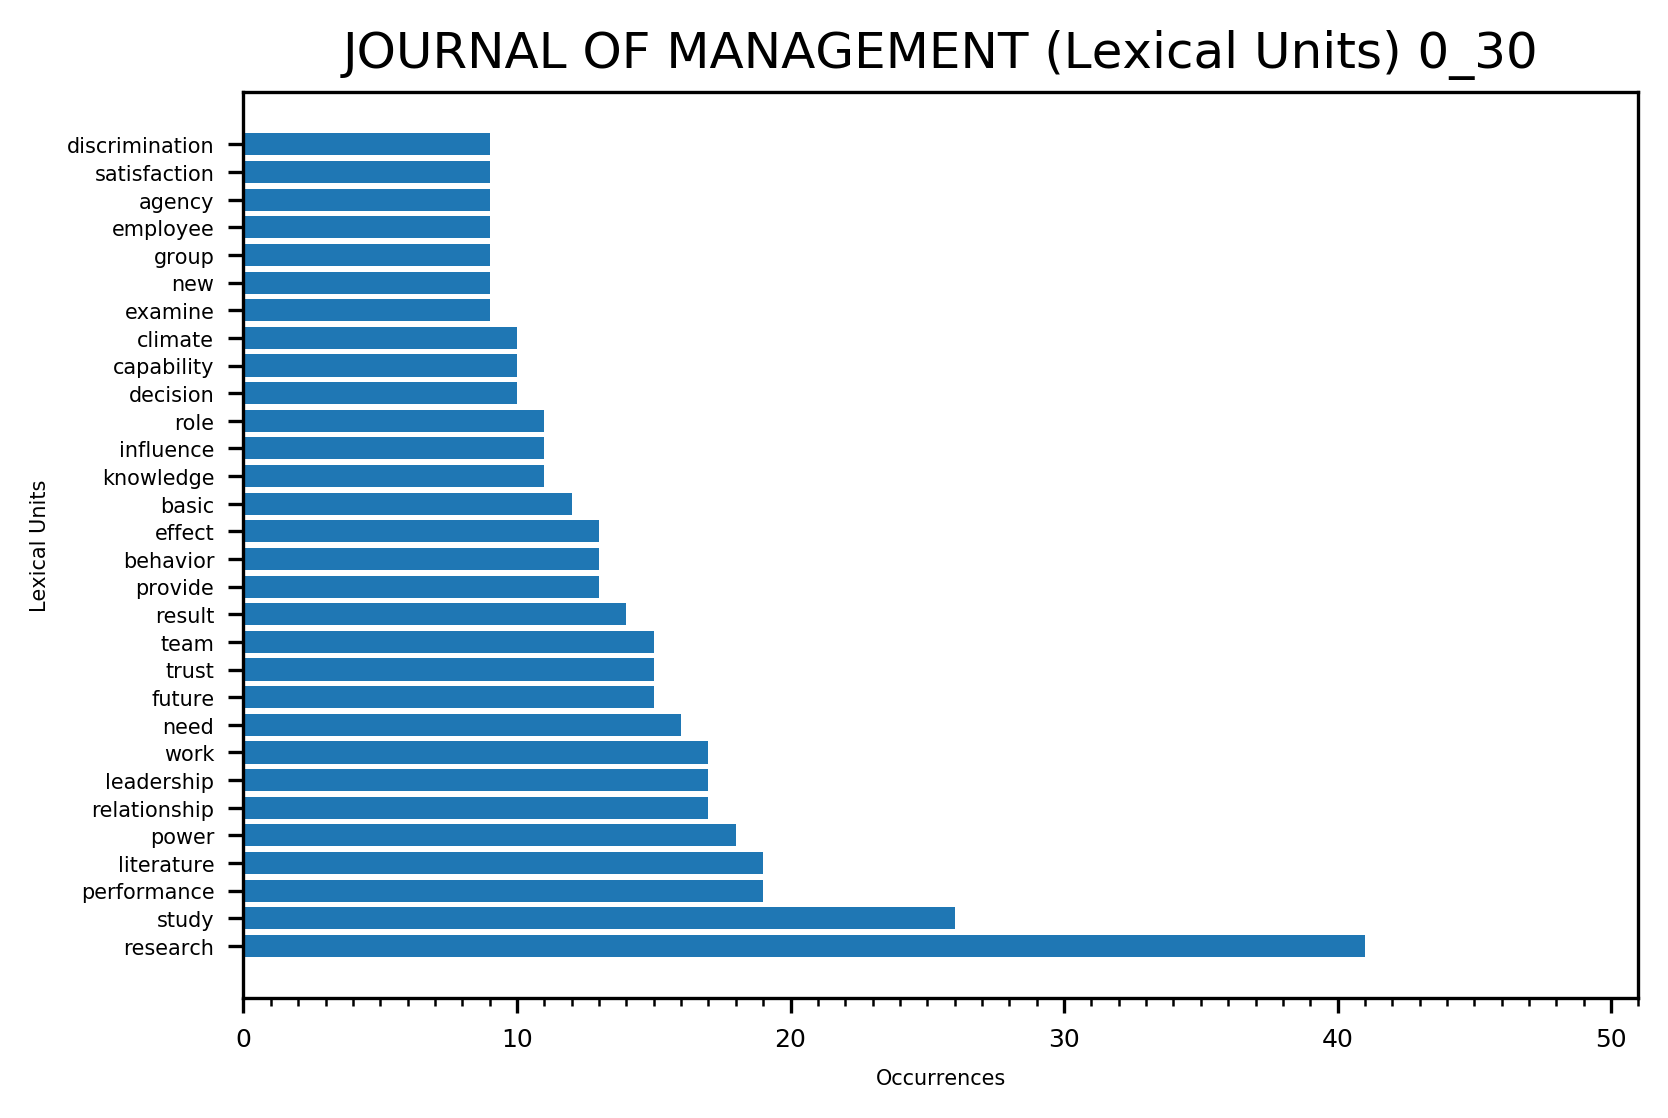 JOURNAL OF MANAGEMENT (Lexical Units) 0_30
discrimination
satisfaction
agency
employee
group
new
examine
climate
capability
decision
role
influence
knowledge
basic
effect
behavior
provide
result
team
trust
future
need
work
leadership
relationship
power
literature
performance
study
research
Lexical Units
0 10 20 30 40 50
Occurrences